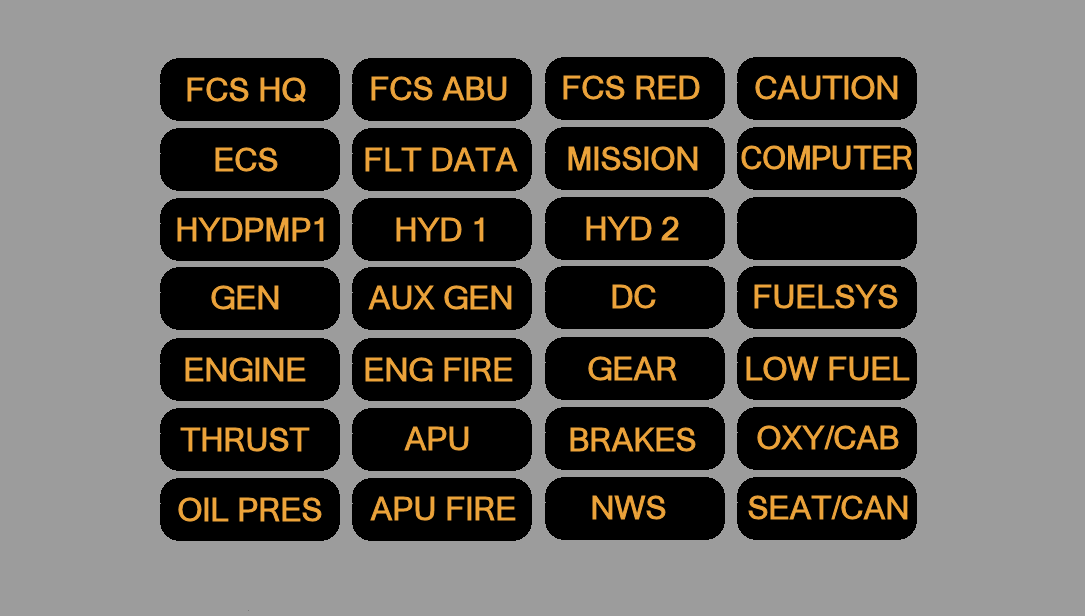 FCS HQ FCS ABU FCS RED CAUTION
ECS FLT DATA MISSION COMPUTER
HYDPMP1 HYD 1 HYD 2
GEN AUX GEN DC FUELSYS
ENGINE ENG FIRE GEAR LOW FUEL
THRUST APU BRAKES OXY/CAB
OIL PRES APU FIRE NWS SEAT/CAN